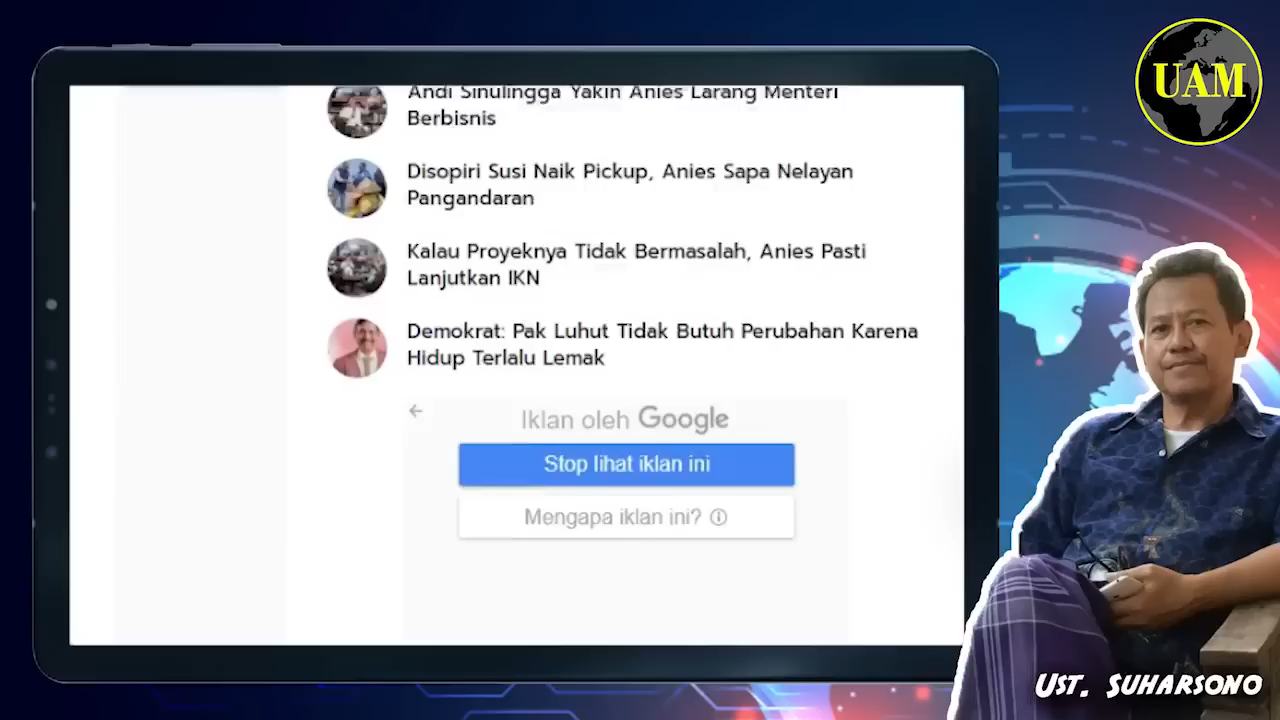 UAM
Andi Sinulingga Yakin Anies Larang Menteri
Berbisnis
Disopiri Susi Naik Pickup, Anies Sapa Nelayan
Pangandaran
Kalau Proyeknya Tidak Bermasalah, Anies Pasti
Lanjutkan IKN
Demokrat: Pak Luhut Tidak Butuh Perubahan Karena
Hidup Terlalu Lemak
Iklan oleh Google
Stop lihat iklan ini
Mengapa iklan ini?
Ust. Suharsono